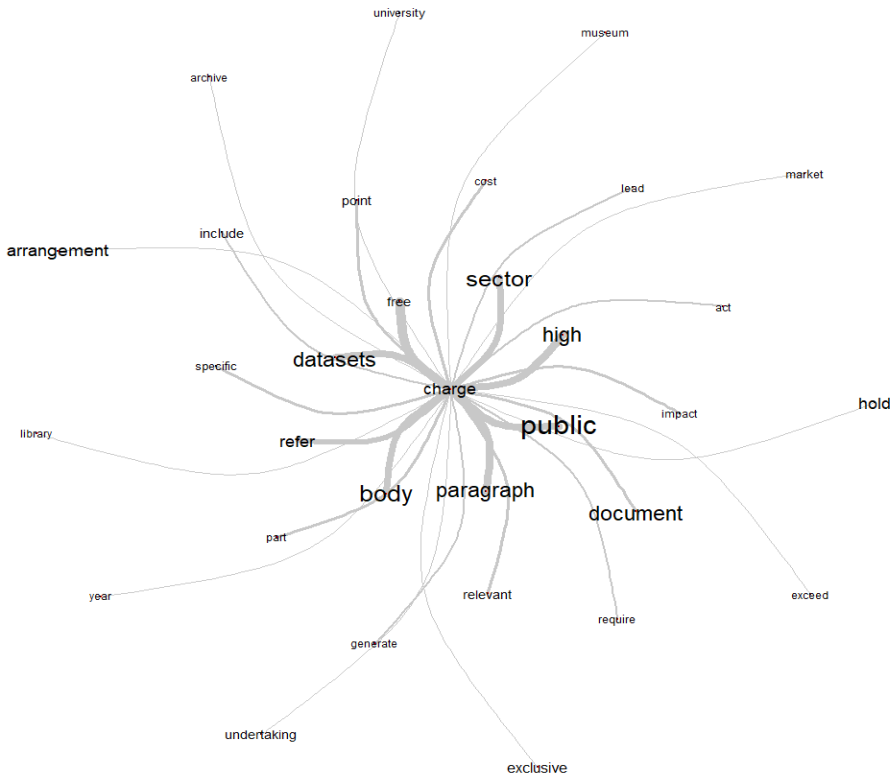 university
museum
archive
market
cost
lead
point
include
arrangement
sector
free
act
high
datasets
specific
charge
hold
impact
public
library
refer
paragraph
body
document
part
relevant
year
exceed
require
generate
undertaking
exclusive